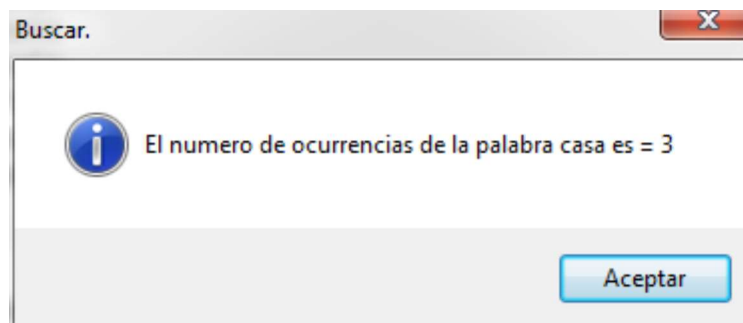 Buscar.
El numero de ocurrencias de la palabra casa es = 3
Aceptar